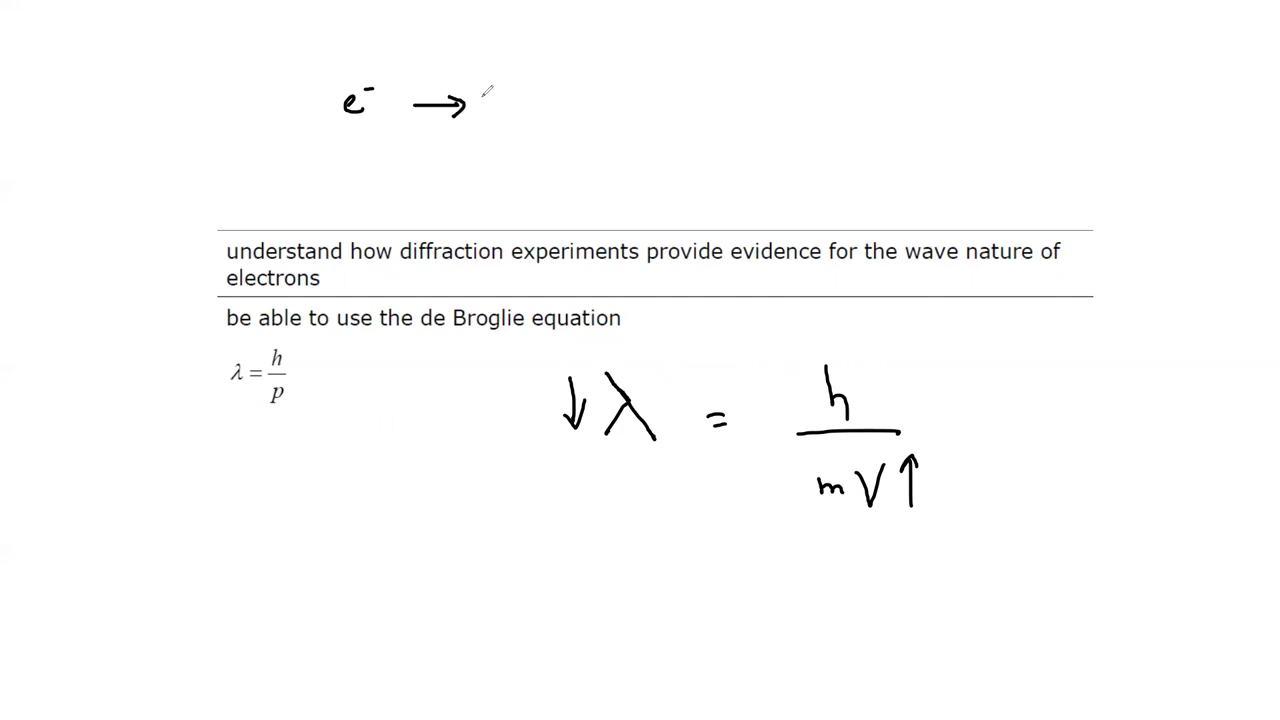 e⁻ →
understand how diffraction experiments provide evidence for the wave nature of
electrons
be able to use the de Broglie equation
λ = h/p
↓λ = h/mv↑